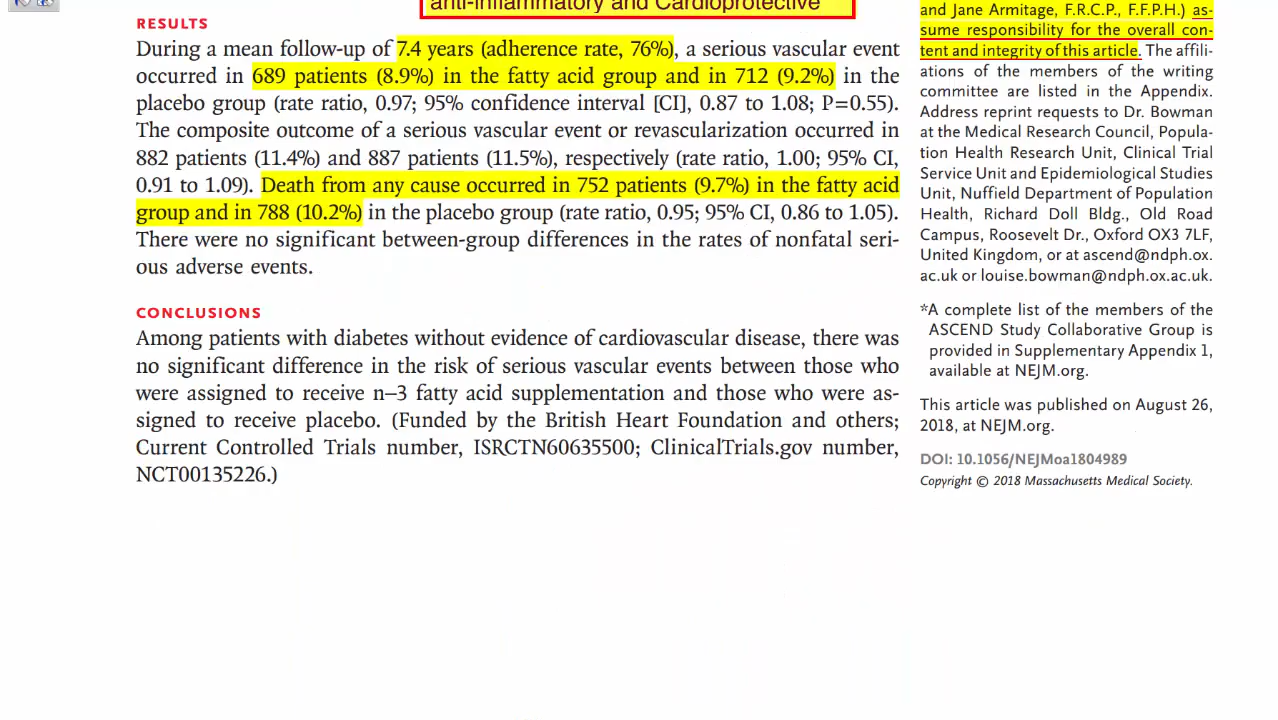 anti-inflammatory and Cardioprotective
RESULTS
During a mean follow-up of 7.4 years (adherence rate, 76%), a serious vascular event
occurred in 689 patients (8.9%) in the fatty acid group and in 712 (9.2%) in the
placebo group (rate ratio, 0.97; 95% confidence interval [CI], 0.87 to 1.08; P=0.55).
The composite outcome of a serious vascular event or revascularization occurred in
882 patients (11.4%) and 887 patients (11.5%), respectively (rate ratio, 1.00; 95% CI,
0.91 to 1.09). Death from any cause occurred in 752 patients (9.7%) in the fatty acid
group and in 788 (10.2%) in the placebo group (rate ratio, 0.95; 95% CI, 0.86 to 1.05).
There were no significant between-group differences in the rates of nonfatal seri-
ous adverse events.
CONCLUSIONS
Among patients with diabetes without evidence of cardiovascular disease, there was
no significant difference in the risk of serious vascular events between those who
were assigned to receive n–3 fatty acid supplementation and those who were as-
signed to receive placebo. (Funded by the British Heart Foundation and others;
Current Controlled Trials number, ISRCTN60635500; ClinicalTrials.gov number,
NCT00135226.)
and Jane Armitage, F.R.C.P., F.F.P.H.) as-
sume responsibility for the overall con-
tent and integrity of this article. The affili-
ations of the members of the writing
committee are listed in the Appendix.
Address reprint requests to Dr. Bowman
at the Medical Research Council, Popula-
tion Health Research Unit, Clinical Trial
Service Unit and Epidemiological Studies
Unit, Nuffield Department of Population
Health, Richard Doll Bldg., Old Road
Campus, Roosevelt Dr., Oxford OX3 7LF,
United Kingdom, or at ascend@ndph.ox.
ac.uk or louise.bowman@ndph.ox.ac.uk.
*A complete list of the members of the
ASCEND Study Collaborative Group is
provided in Supplementary Appendix 1,
available at NEJM.org.
This article was published on August 26,
2018, at NEJM.org.
DOI: 10.1056/NEJMoa1804989
Copyright © 2018 Massachusetts Medical Society.